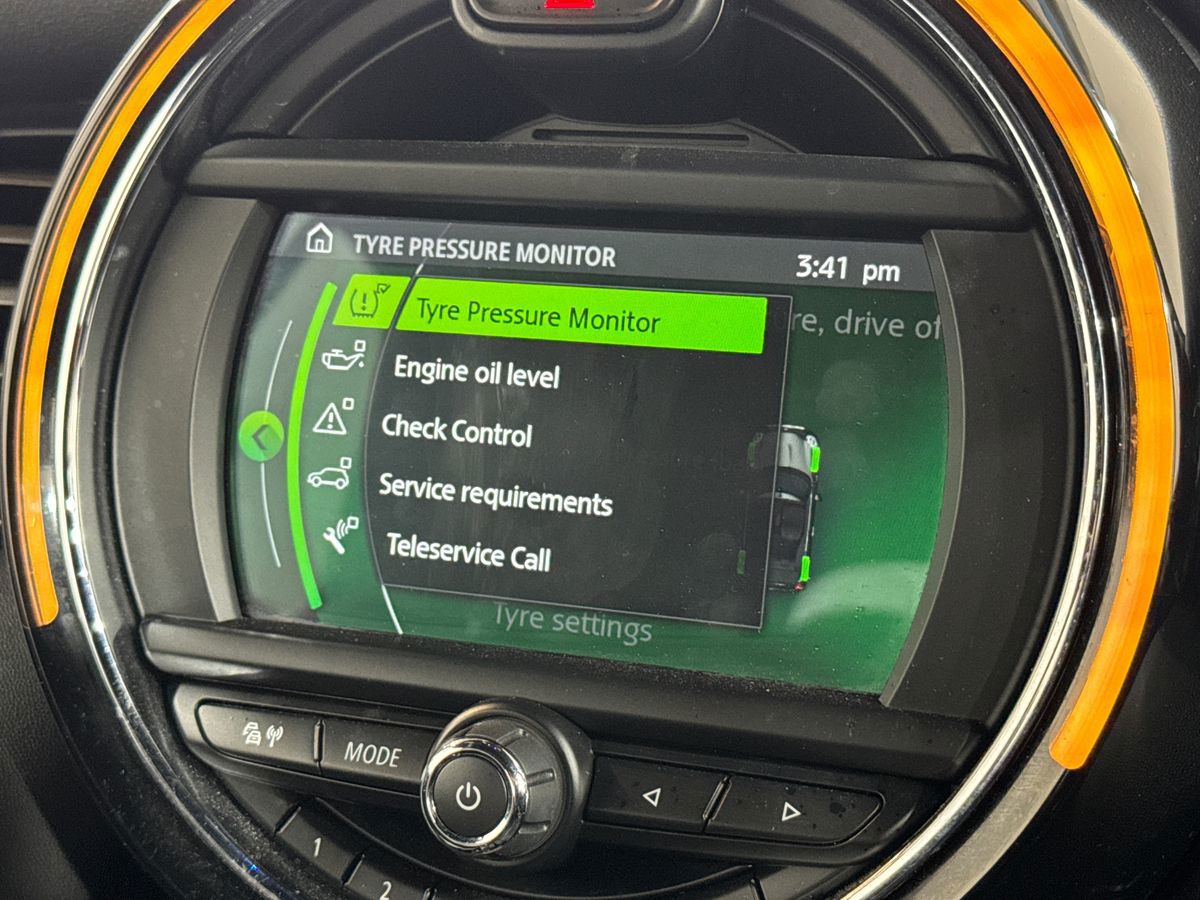 TYRE PRESSURE MONITOR
3:41 pm
Tyre Pressure Monitor
re, drive of
Engine oil level
Check Control
Service requirements
Teleservice Call
Tyre settings
MODE
1
2